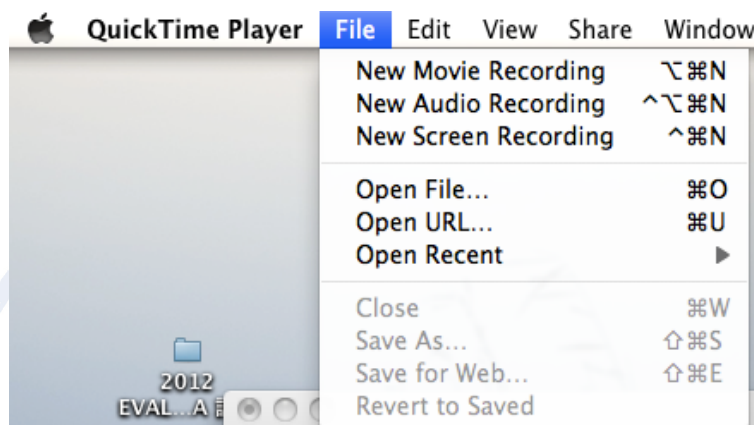 QuickTime Player File Edit View Share Window
New Movie Recording ⌥⌘N
New Audio Recording ^⌥⌘N
New Screen Recording ^⌘N
Open File... ⌘O
Open URL... ⌘U
Open Recent ▶
Close ⌘W
Save As... ⇧⌘S
Save for Web... ⇧⌘E
Revert to Saved
2012
EVAL...A